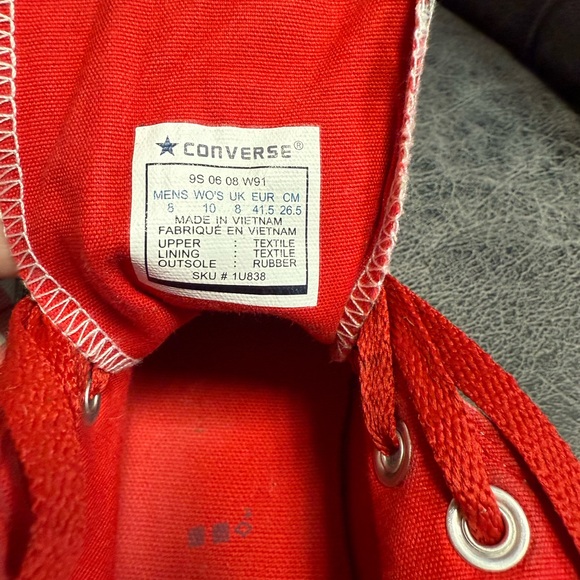 CONVERSE®
9S 06 08 W91
MENS WO'S UK EUR CM
8 10 8 41.5 26.5
MADE IN VIETNAM
FABRIQUÉ EN VIETNAM
UPPER : TEXTILE
LINING : TEXTILE
OUTSOLE : RUBBER
SKU # 1U838